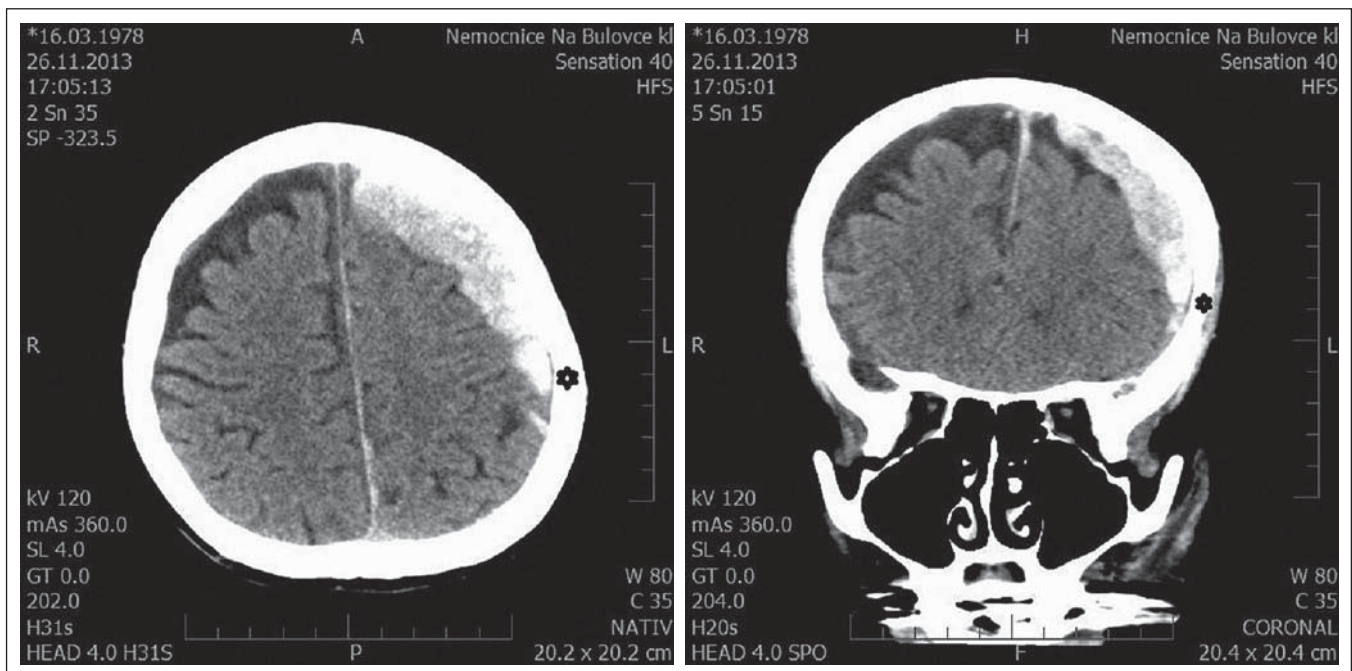 *16.03.1978
26.11.2013
17:05:13
2 Sn 35
SP -323.5
A
Nemocnice Na Bulovce kl
Sensation 40
HFS
R
L
kV 120
mAs 360.0
SL 4.0
GT 0.0
202.0
H31s
HEAD 4.0 H31S
P
W 80
C 35
NATIV
20.2 x 20.2 cm
*16.03.1978
26.11.2013
17:05:01
5 Sn 15
H
Nemocnice Na Bulovce kl
Sensation 40
HFS
R
L
kV 120
mAs 360.0
SL 4.0
GT 0.0
204.0
H20s
HEAD 4.0 SPO
F
W 80
C 35
CORONAL
20.4 x 20.4 cm